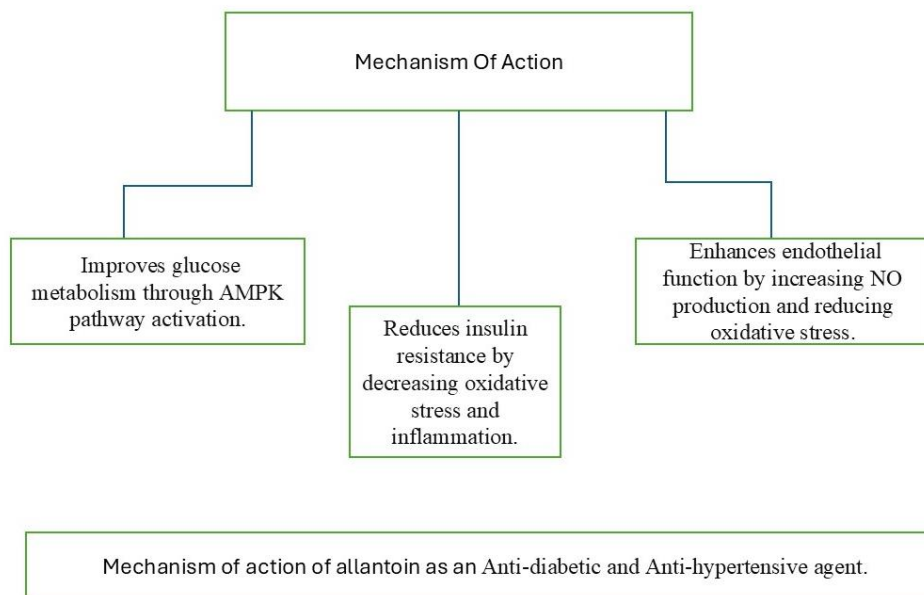 Mechanism Of Action
Improves glucose
metabolism through AMPK
pathway activation.
Reduces insulin
resistance by
decreasing oxidative
stress and
inflammation.
Enhances endothelial
function by increasing NO
production and reducing
oxidative stress.
Mechanism of action of allantoin as an Anti-diabetic and Anti-hypertensive agent.